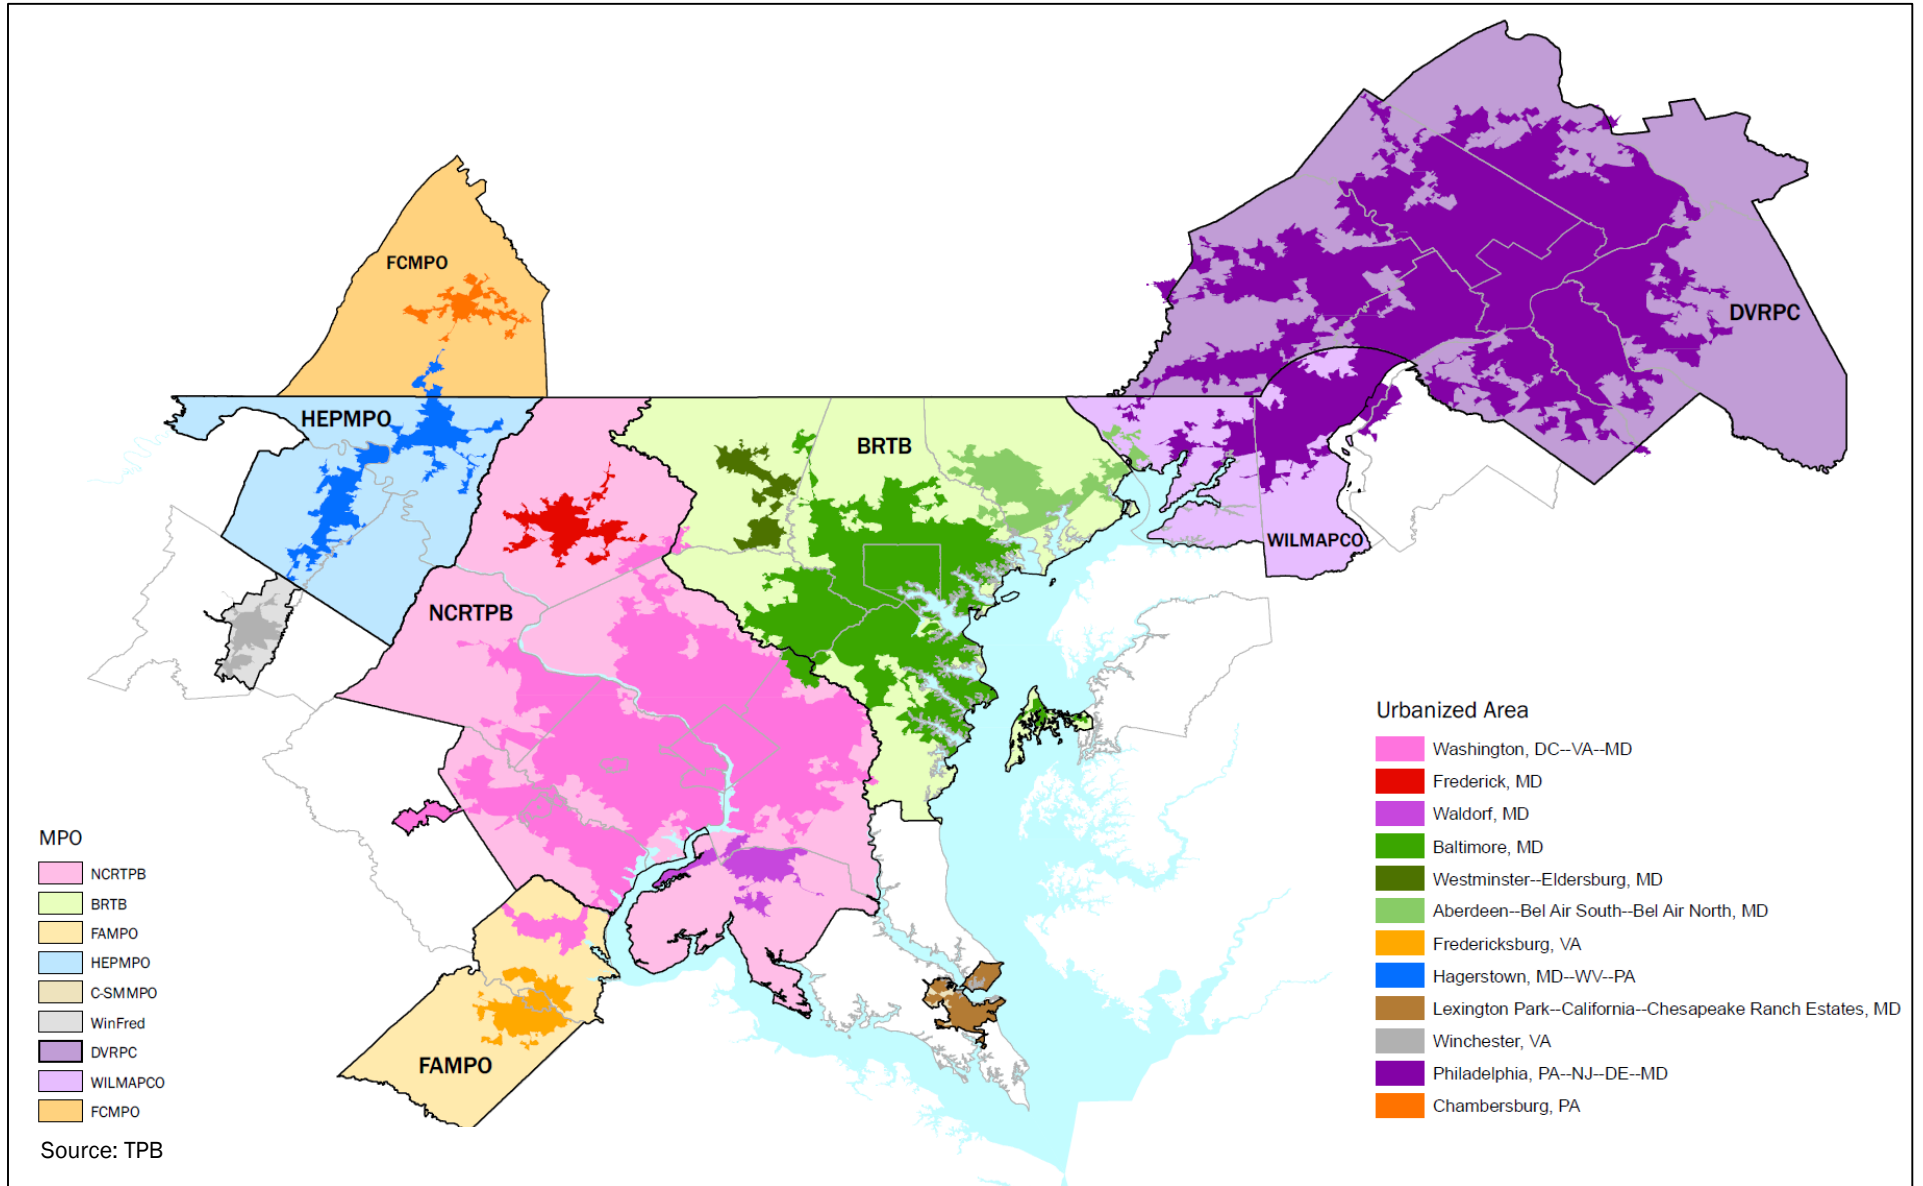 FCMPO
HEPMPO
BRTB
DVRPC
WILMAPCO
NCRTPB
FAMPO
MPO
NCRTPB
BRTB
FAMPO
HEPMPO
C-SMMPO
WinFred
DVRPC
WILMAPCO
FCMPO
Source: TPB
Urbanized Area
Washington, DC--VA--MD
Frederick, MD
Waldorf, MD
Baltimore, MD
Westminster--Eldersburg, MD
Aberdeen--Bel Air South--Bel Air North, MD
Fredericksburg, VA
Hagerstown, MD--WV--PA
Lexington Park--California--Chesapeake Ranch Estates, MD
Winchester, VA
Philadelphia, PA--NJ--DE--MD
Chambersburg, PA